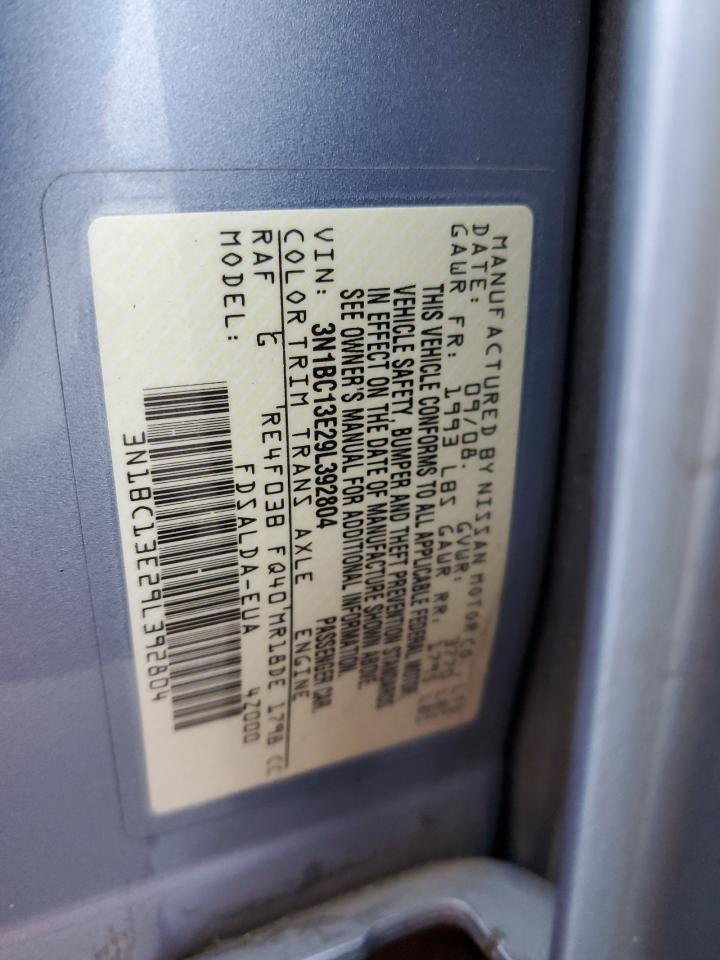 MANUFACTURED BY NISSAN MOTOR CO., LTD.
DATE: 09/08. GVWR:
GAWR FR: 1993 LBS GAWR RR:
THIS VEHICLE CONFORMS TO ALL APPLICABLE FEDERAL MOTOR
VEHICLE SAFETY, BUMPER AND THEFT PREVENTION STANDARDS
IN EFFECT ON THE DATE OF MANUFACTURE SHOWN ABOVE.
SEE OWNER'S MANUAL FOR ADDITIONAL INFORMATION.
VIN: 3N1BC13E29L392804 PASSENGER CAR.
COLOR TRIM TRANS AXLE ENGINE
RAF G 'RE4F03B FQ40'MR18DE 1798 CC
MODEL: FDSALDA-EUA 4Z000
3N1BC13E29L392804